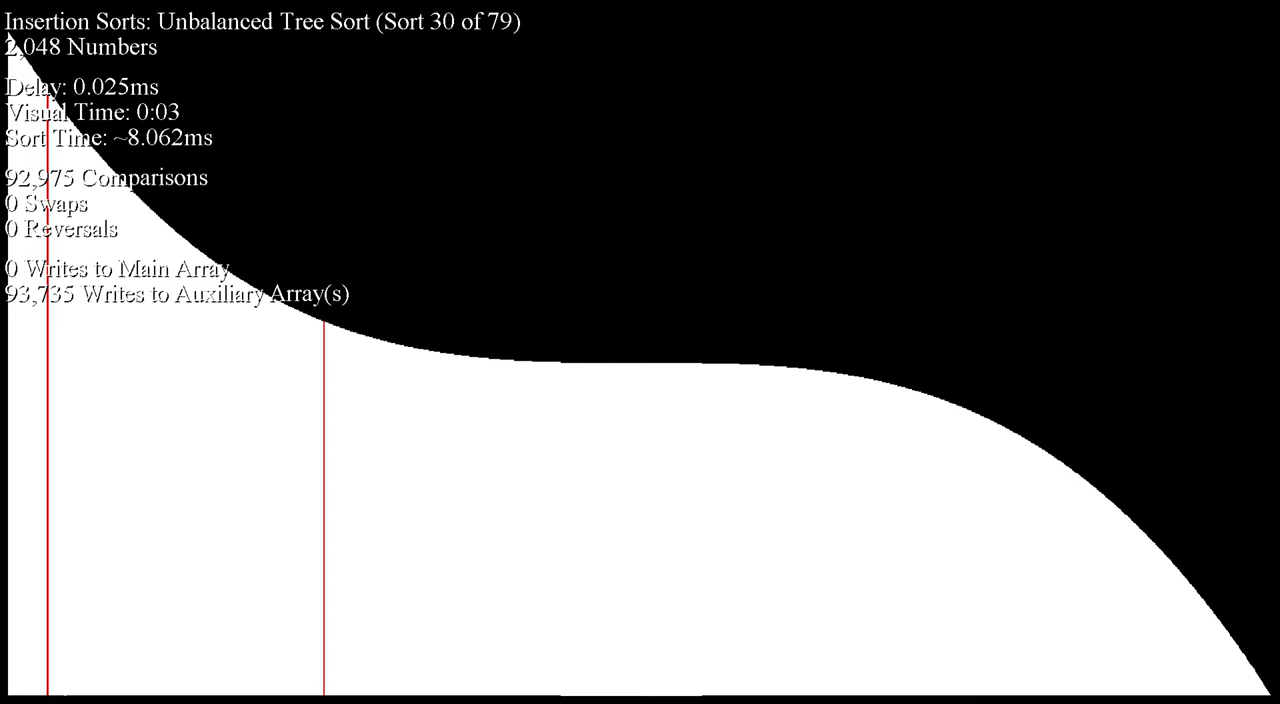 Insertion Sorts: Unbalanced Tree Sort (Sort 30 of 79)
2,048 Numbers
Delay: 0.025ms
Visual Time: 0:03
Sort Time: ~8.062ms
92,975 Comparisons
0 Swaps
0 Reversals
0 Writes to Main Array
93,735 Writes to Auxiliary Array(s)